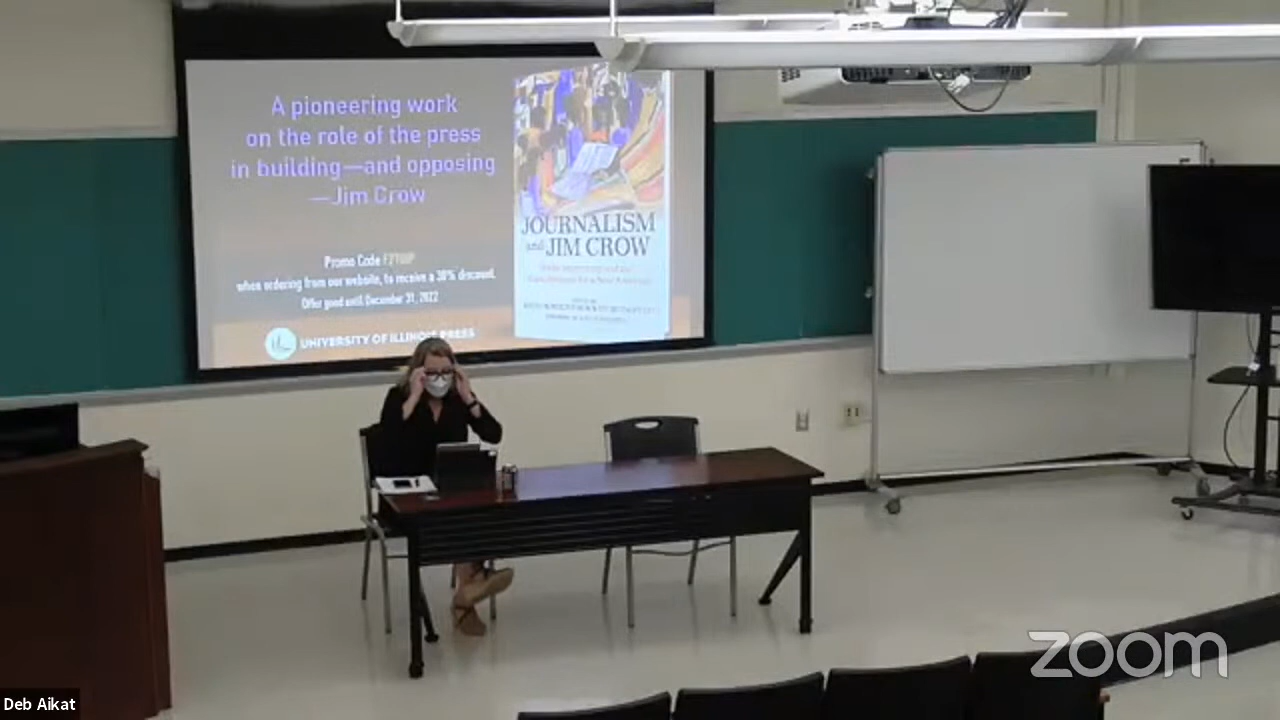 A pioneering work
on the role of the press
in building—and opposing
—Jim Crow
Promo Code
when ordering from our website, to receive a 30% discount.
Offer good until December 31, 2022
UNIVERSITY OF ILLINOIS PRESS
JOURNALISM
and JIM CROW
zoom
Deb Aikat